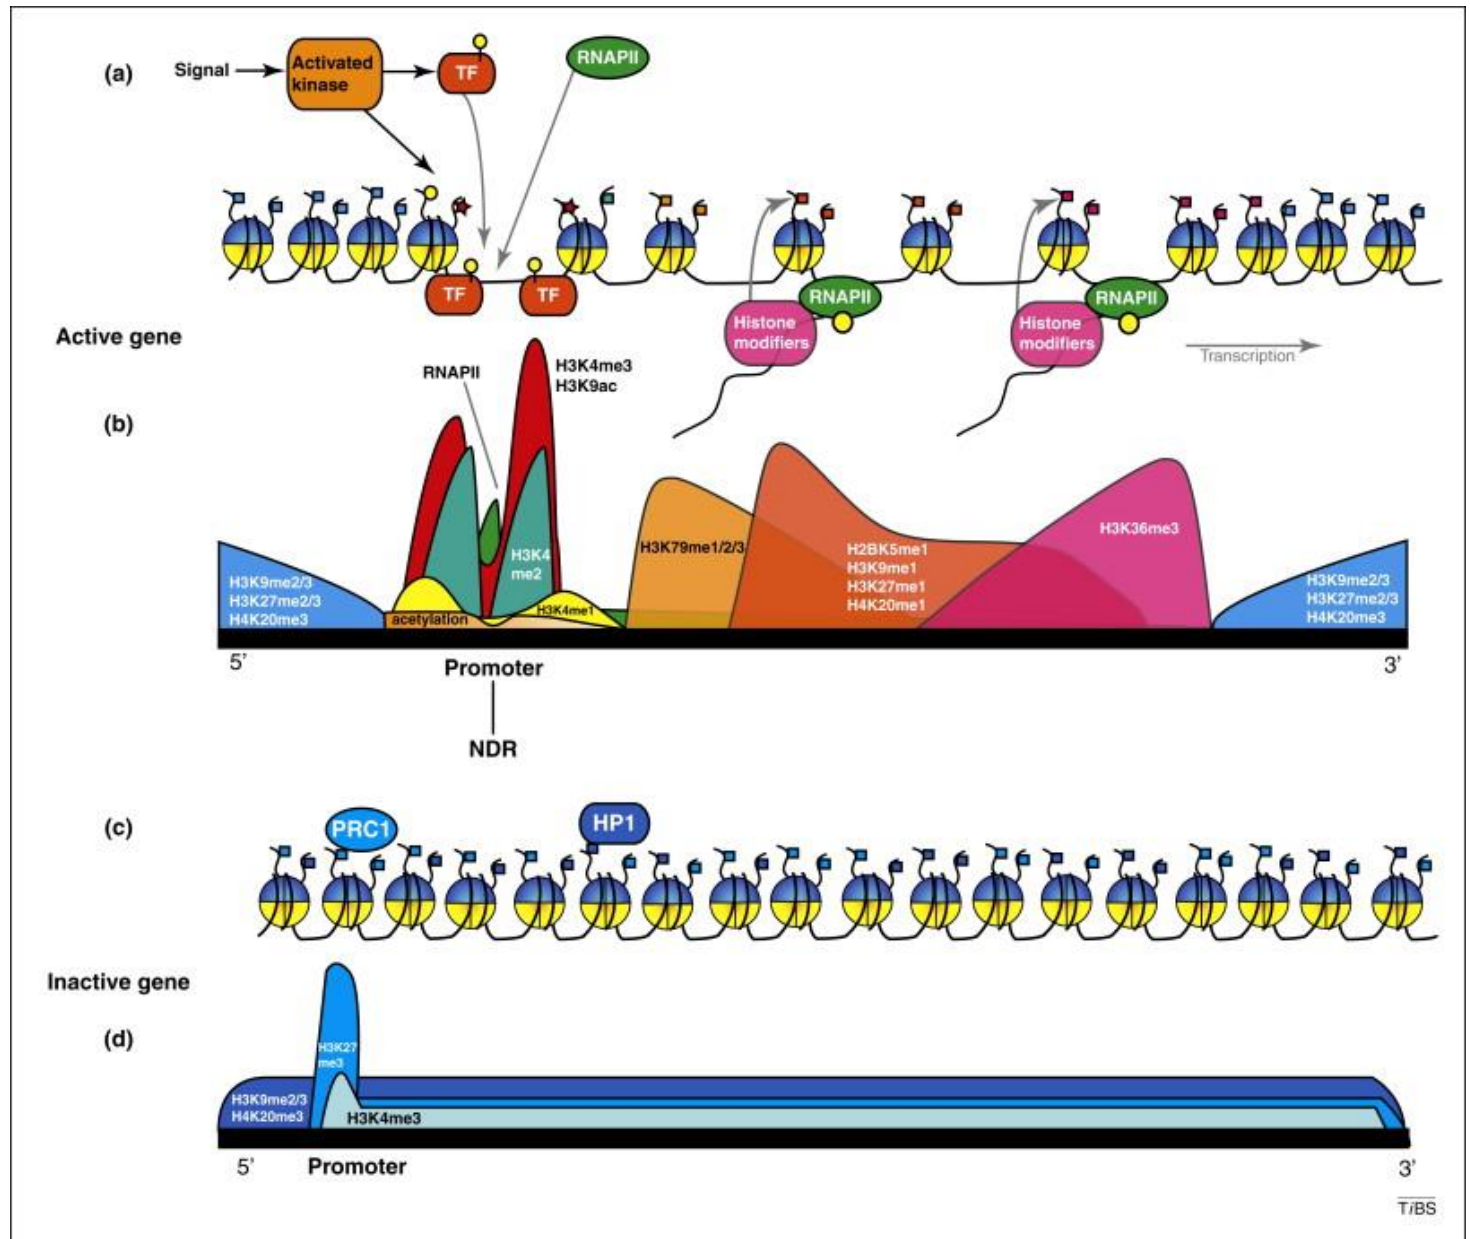 (a)
Signal
Activated
kinase
TF
RNAPII
TF
TF
RNAPII
RNAPII
Histone
modifiers
Histone
modifiers
Transcription
Active gene
RNAPII
H3K4me3
H3K9ac
(b)
H3K9me2/3
H3K27me2/3
H4K20me3
acetylation
H3K4
me2
H3K4me1
H3K79me1/2/3
H2BK5me1
H3K9me1
H3K27me1
H4K20me1
H3K36me3
H3K9me2/3
H3K27me2/3
H4K20me3
5’
3’
Promoter
NDR
(c)
PRC1
HP1
Inactive gene
(d)
H3K27
me3
H3K9me2/3
H4K20me3
H3K4me3
5’
Promoter
3’
TiBS